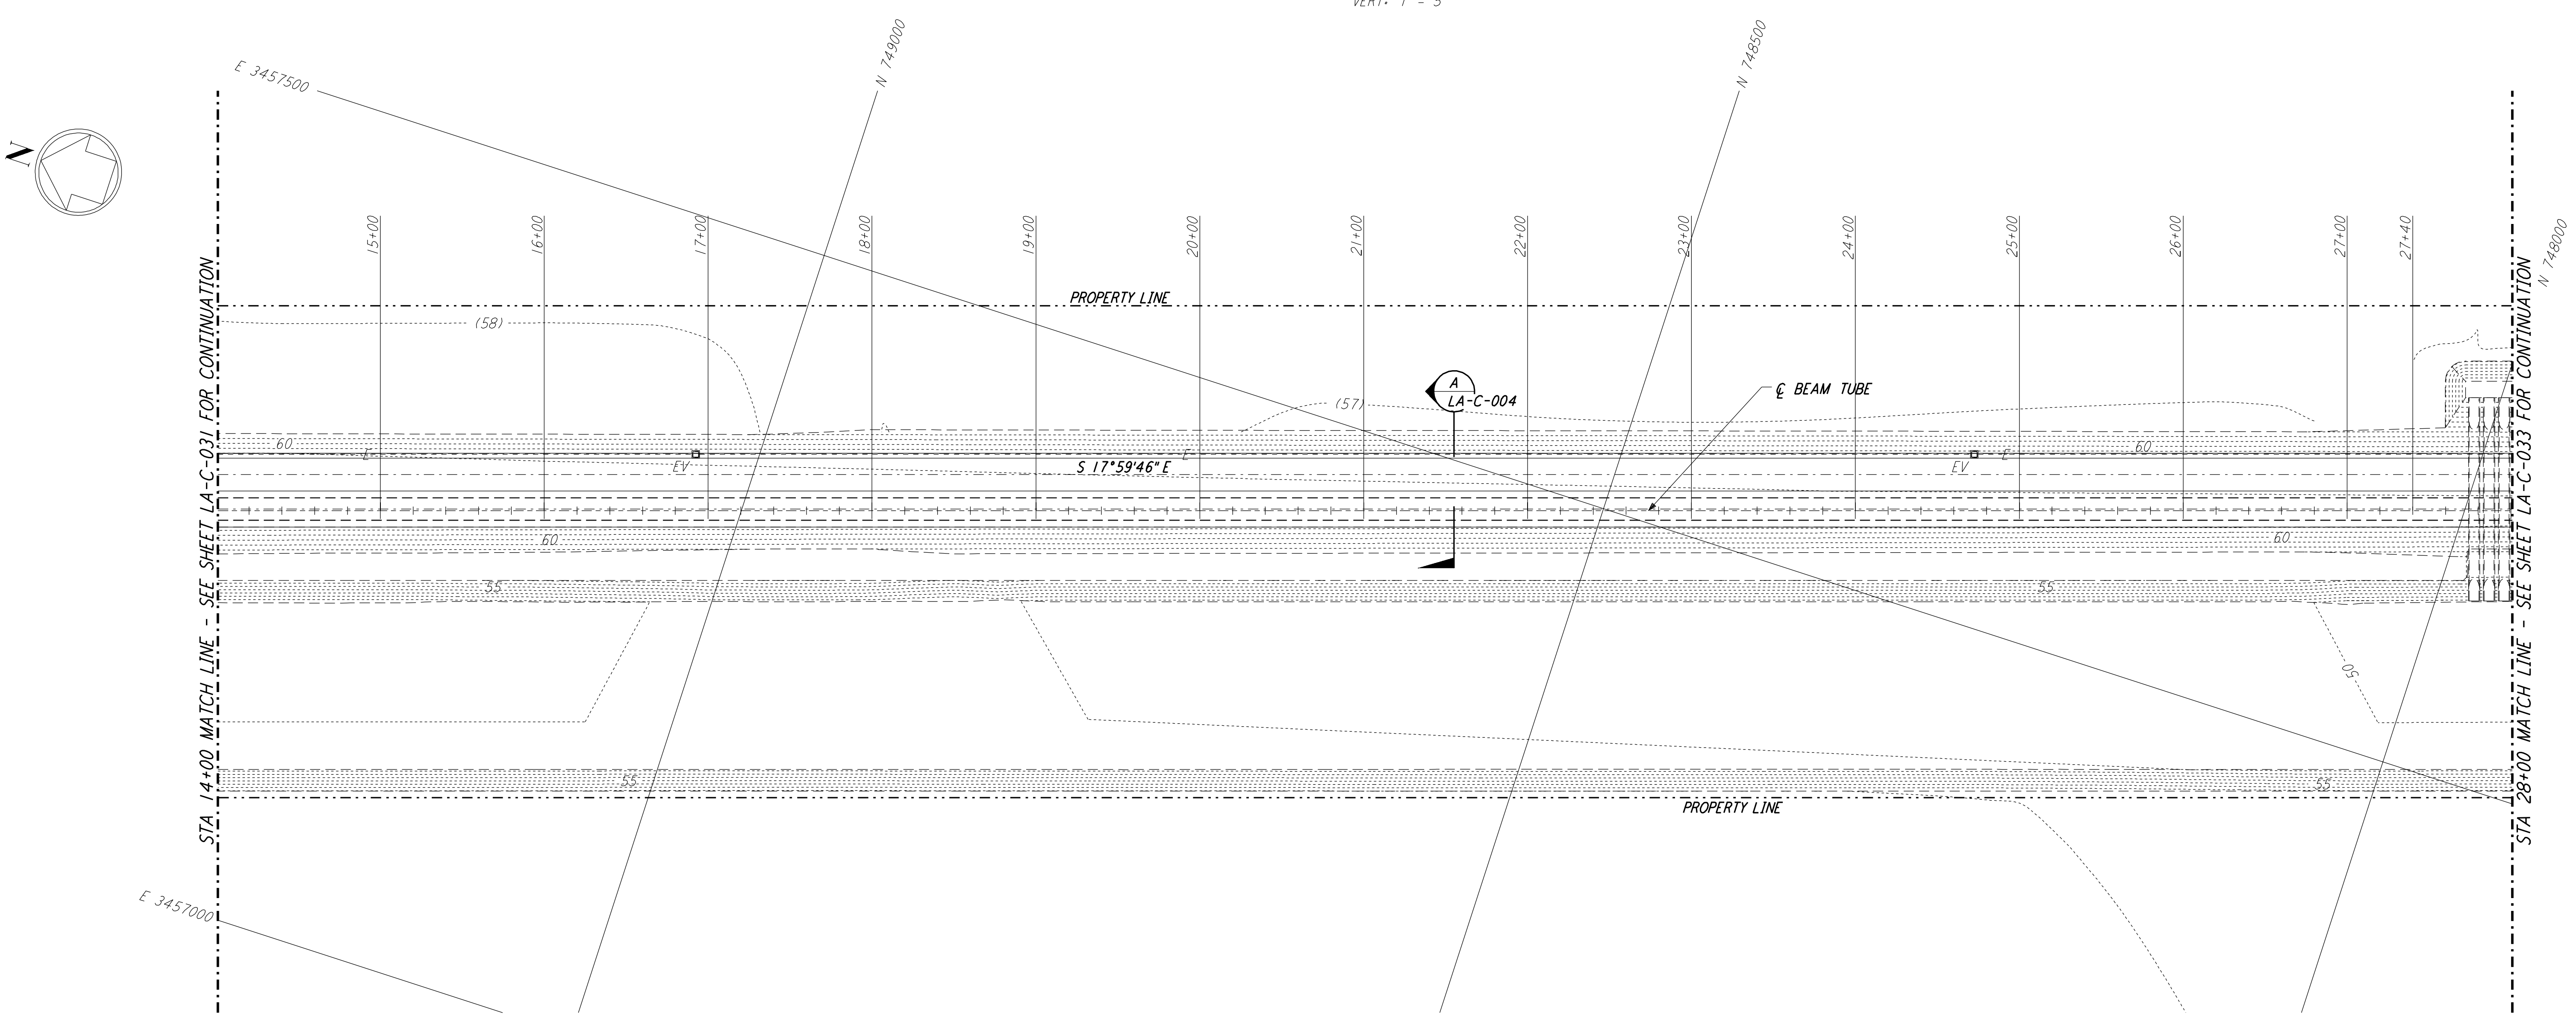 VERT: 1" = 5'
N 749000
N 748500
E 3457500
N
15+00
16+00
17+00
18+00
19+00
20+00
21+00
22+00
23+00
24+00
25+00
26+00
27+00
27+40
N 748000
PROPERTY LINE
(58)
A
LA-C-004
(57)
℄ BEAM TUBE
60
E
EV
E
S 17°59'46" E
EV
E
60
60
60
55
55
50
55
55
PROPERTY LINE
STA 14+00 MATCH LINE - SEE SHEET LA-C-031 FOR CONTINUATION
STA 28+00 MATCH LINE - SEE SHEET LA-C-033 FOR CONTINUATION
E 3457000